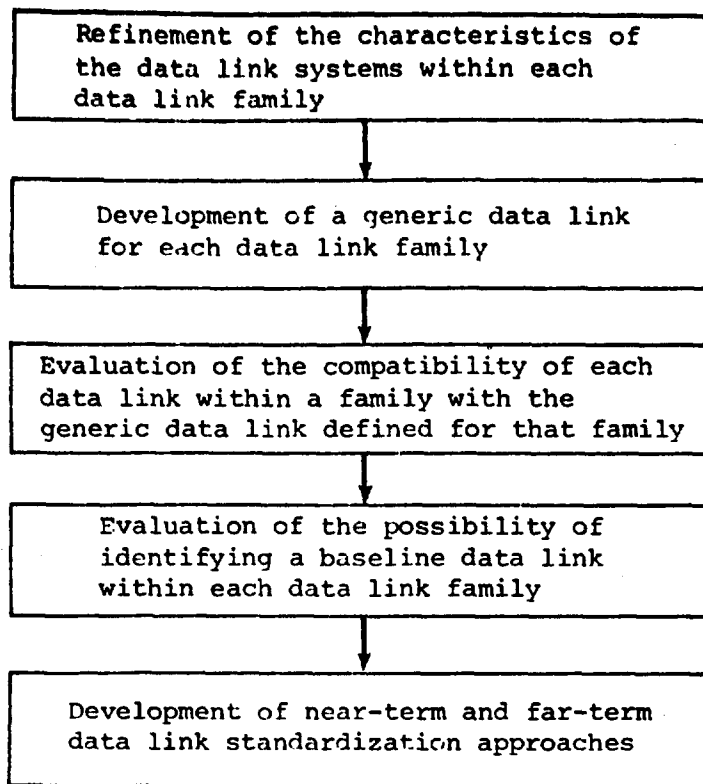 Refinement of the characteristics of
the data link systems within each
data link family
Development of a generic data link
for each data link family
Evaluation of the compatibility of each
data link within a family with the
generic data link defined for that family
Evaluation of the possibility of
identifying a baseline data link
within each data link family
Development of near-term and far-term
data link standardization approaches